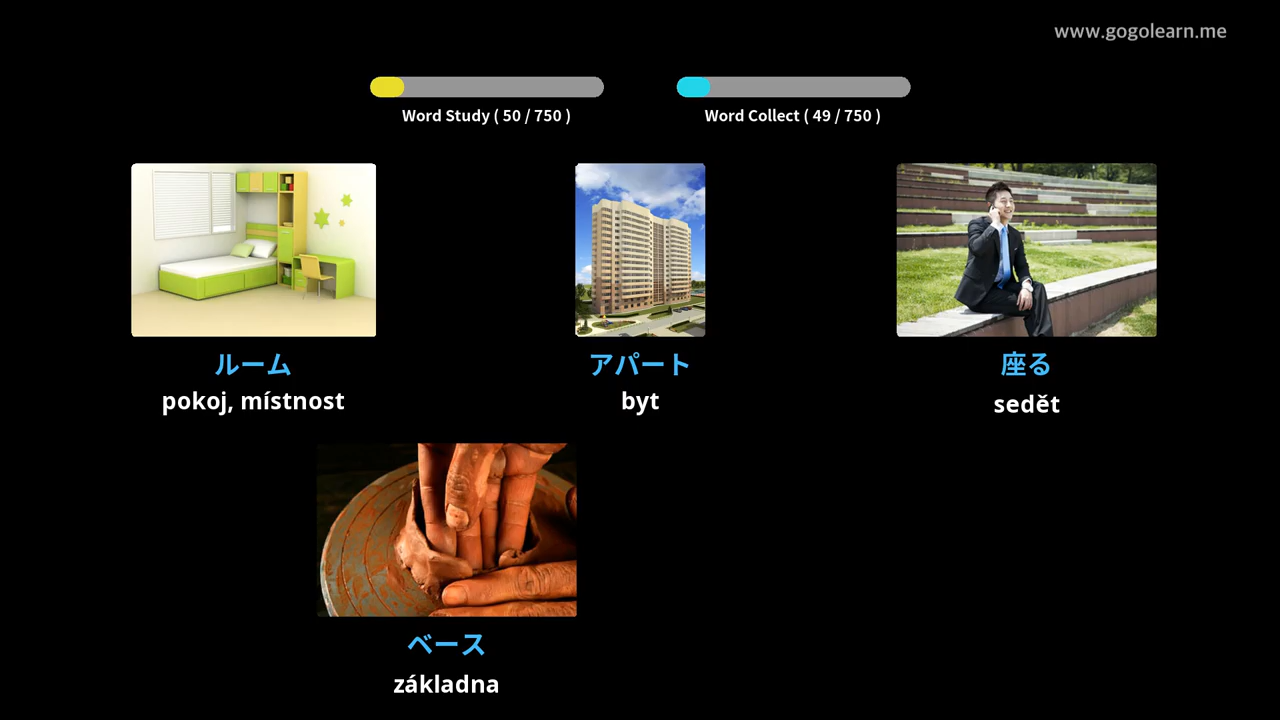 www.gogolearn.me
Word Study ( 50 / 750 )
Word Collect ( 49 / 750 )
ルーム
アパート
座る
pokoj, místnost
byt
sedět
ベース
základna